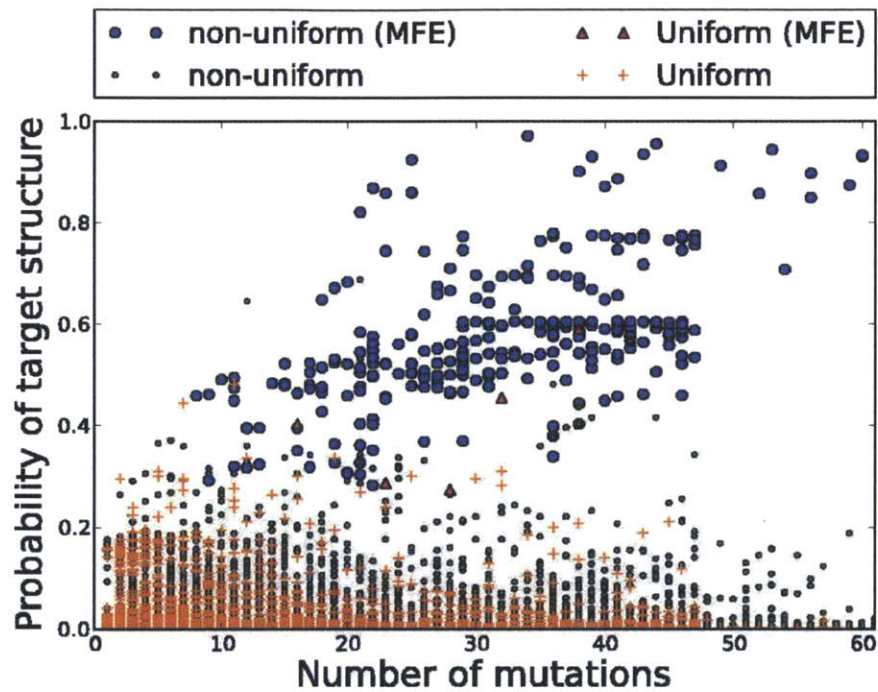 non-uniform (MFE) Uniform (MFE)
non-uniform Uniform
1.0
0.8
0.6
0.4
0.2
0.0
Probability of target structure
0 10 20 30 40 50 60
Number of mutations